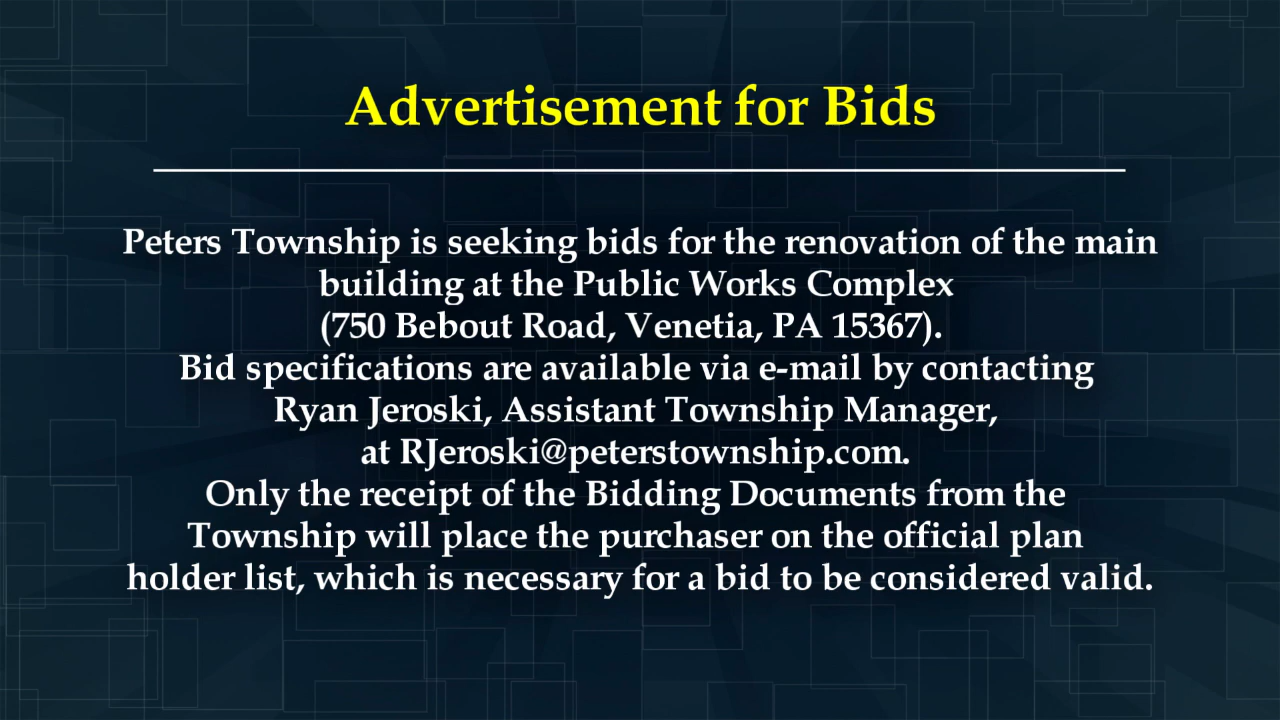 Advertisement for Bids
Peters Township is seeking bids for the renovation of the main
building at the Public Works Complex
(750 Bebout Road, Venetia, PA 15367).
Bid specifications are available via e-mail by contacting
Ryan Jeroski, Assistant Township Manager,
at RJeroski@peterstownship.com.
Only the receipt of the Bidding Documents from the
Township will place the purchaser on the official plan
holder list, which is necessary for a bid to be considered valid.